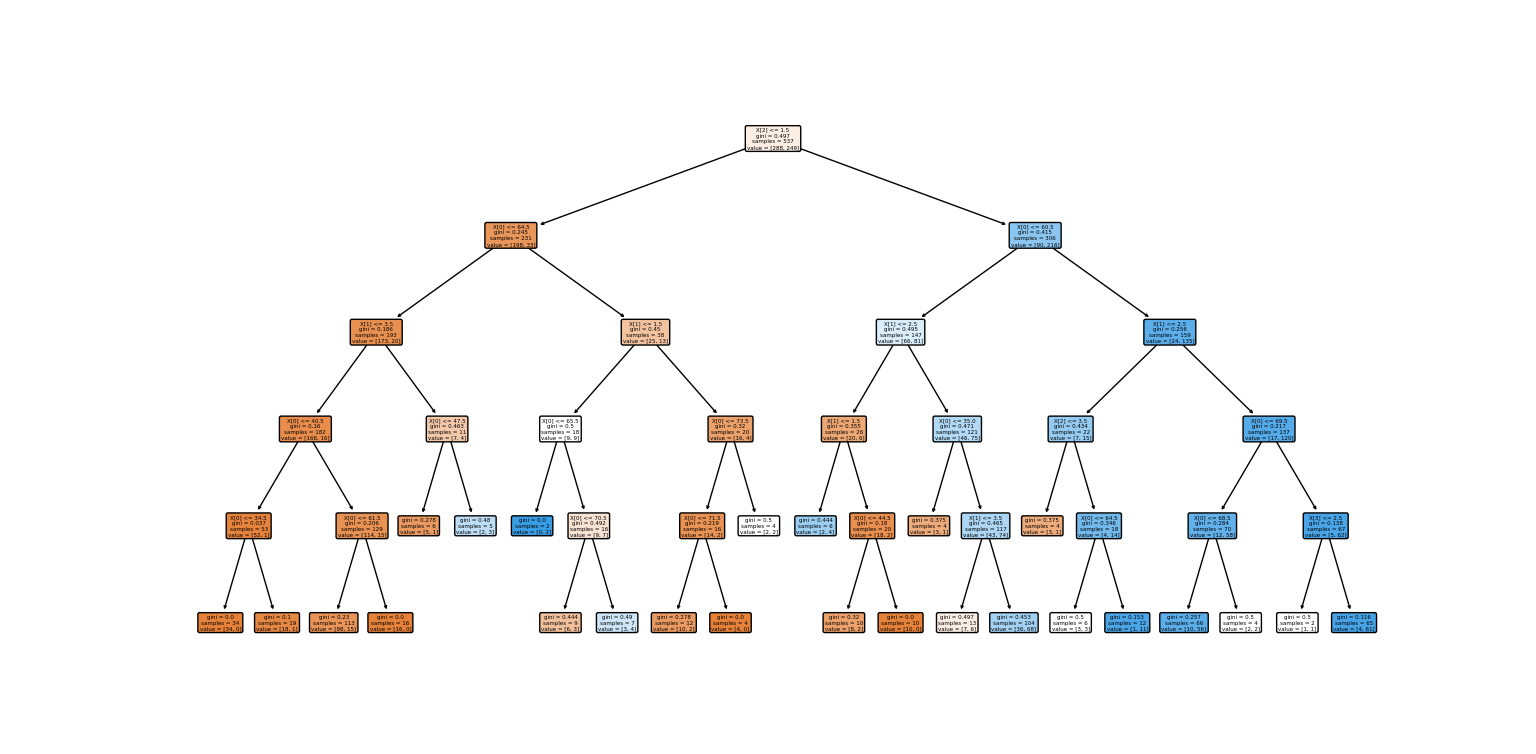 X[2] <= 1.5
gini = 0.497
samples = 537
value = [288, 249]
X[0] <= 64.5
gini = 0.245
samples = 231
value = [198, 33]
X[0] <= 60.5
gini = 0.415
samples = 306
value = [90, 216]
X[1] <= 3.5
gini = 0.186
samples = 193
value = [173, 20]
X[1] <= 1.5
gini = 0.45
samples = 38
value = [25, 13]
X[1] <= 2.5
gini = 0.495
samples = 147
value = [66, 81]
X[1] <= 2.5
gini = 0.256
samples = 159
value = [24, 135]
X[0] <= 40.5
gini = 0.16
samples = 182
value = [166, 16]
X[0] <= 47.5
gini = 0.463
samples = 11
value = [7, 4]
X[0] <= 65.5
gini = 0.5
samples = 18
value = [9, 9]
X[0] <= 73.5
gini = 0.32
samples = 20
value = [16, 4]
X[1] <= 1.5
gini = 0.355
samples = 26
value = [20, 6]
X[0] <= 35.0
gini = 0.471
samples = 121
value = [46, 75]
X[2] <= 3.5
gini = 0.434
samples = 22
value = [7, 15]
X[0] <= 69.5
gini = 0.217
samples = 137
value = [17, 120]
X[0] <= 34.5
gini = 0.037
samples = 53
value = [52, 1]
X[0] <= 61.5
gini = 0.206
samples = 129
value = [114, 15]
gini = 0.278
samples = 6
value = [5, 1]
gini = 0.48
samples = 5
value = [2, 3]
gini = 0.0
samples = 2
value = [0, 2]
X[0] <= 70.5
gini = 0.492
samples = 16
value = [9, 7]
X[0] <= 71.5
gini = 0.219
samples = 16
value = [14, 2]
gini = 0.5
samples = 4
value = [2, 2]
gini = 0.444
samples = 6
value = [2, 4]
X[0] <= 44.5
gini = 0.18
samples = 20
value = [18, 2]
gini = 0.375
samples = 4
value = [3, 1]
X[1] <= 3.5
gini = 0.465
samples = 117
value = [43, 74]
gini = 0.375
samples = 4
value = [3, 1]
X[0] <= 64.5
gini = 0.346
samples = 18
value = [4, 14]
X[0] <= 68.5
gini = 0.284
samples = 70
value = [12, 58]
X[3] <= 2.5
gini = 0.138
samples = 67
value = [5, 62]
gini = 0.0
samples = 34
value = [34, 0]
gini = 0.1
samples = 19
value = [18, 1]
gini = 0.23
samples = 113
value = [98, 15]
gini = 0.0
samples = 16
value = [16, 0]
gini = 0.444
samples = 9
value = [6, 3]
gini = 0.49
samples = 7
value = [3, 4]
gini = 0.278
samples = 12
value = [10, 2]
gini = 0.0
samples = 4
value = [4, 0]
gini = 0.32
samples = 10
value = [8, 2]
gini = 0.0
samples = 10
value = [10, 0]
gini = 0.497
samples = 13
value = [7, 6]
gini = 0.453
samples = 104
value = [36, 68]
gini = 0.5
samples = 6
value = [3, 3]
gini = 0.153
samples = 12
value = [1, 11]
gini = 0.257
samples = 66
value = [10, 56]
gini = 0.5
samples = 4
value = [2, 2]
gini = 0.5
samples = 2
value = [1, 1]
gini = 0.116
samples = 65
value = [4, 61]